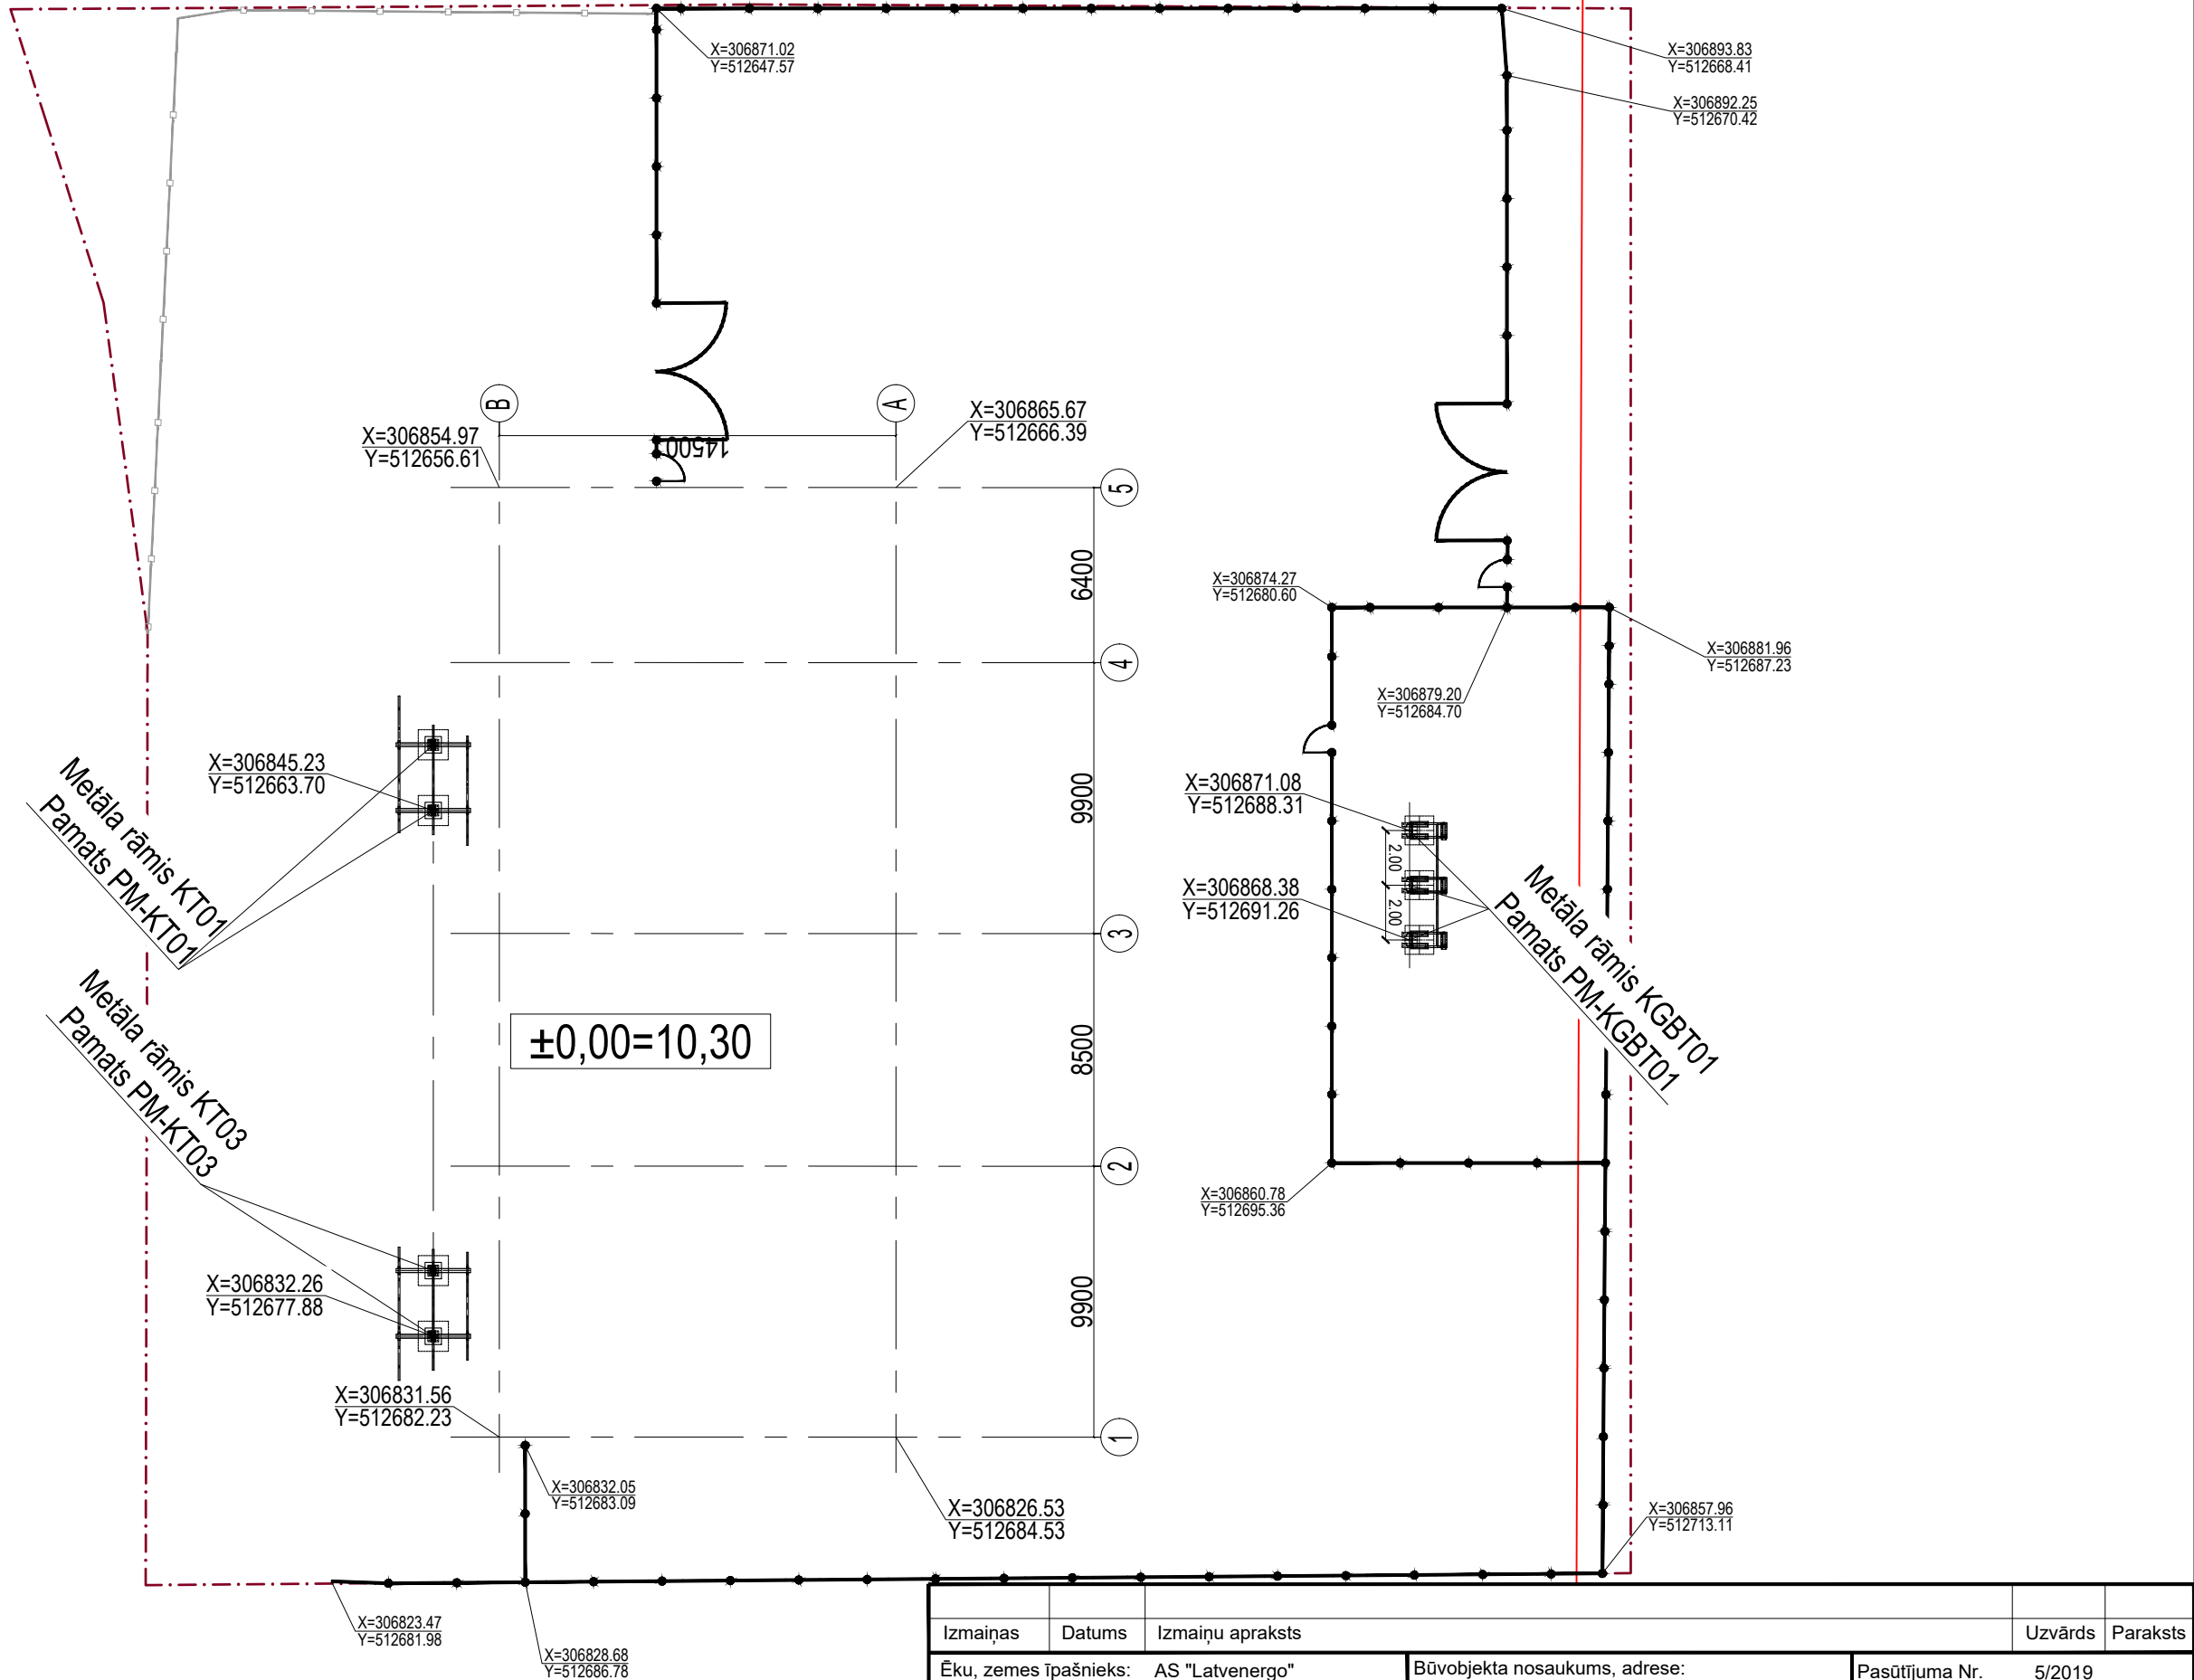 X=306871.02
Y=512647.57
X=306893.83
Y=512668.41
X=306892.25
Y=512670.42
B
A
X=306854.97
Y=512656.61
X=306865.67
Y=512666.39
14500
5
6400
X=306874.27
Y=512680.60
X=306881.96
Y=512687.23
4
X=306879.20
Y=512684.70
X=306845.23
Y=512663.70
Metāla rāmis KT01
Pamats PM-KT01
9900
X=306871.08
Y=512688.31
2.00
X=306868.38
Y=512691.26
2.00
Metāla rāmis KGBT01
Pamats PM-KGBT01
3
±0,00=10,30
8500
Metāla rāmis KT03
Pamats PM-KT03
2
X=306860.78
Y=512695.36
X=306832.26
Y=512677.88
9900
X=306831.56
Y=512682.23
1
X=306832.05
Y=512683.09
X=306826.53
Y=512684.53
X=306857.96
Y=512713.11
X=306823.47
Y=512681.98
X=306828.68
Y=512686.78
Izmaiņas Datums Izmaiņu apraksts Uzvārds Paraksts
Ēku, zemes īpašnieks: AS "Latvenergo" Būvobjekta nosaukums, adrese: Pasūtījuma Nr. 5/2019